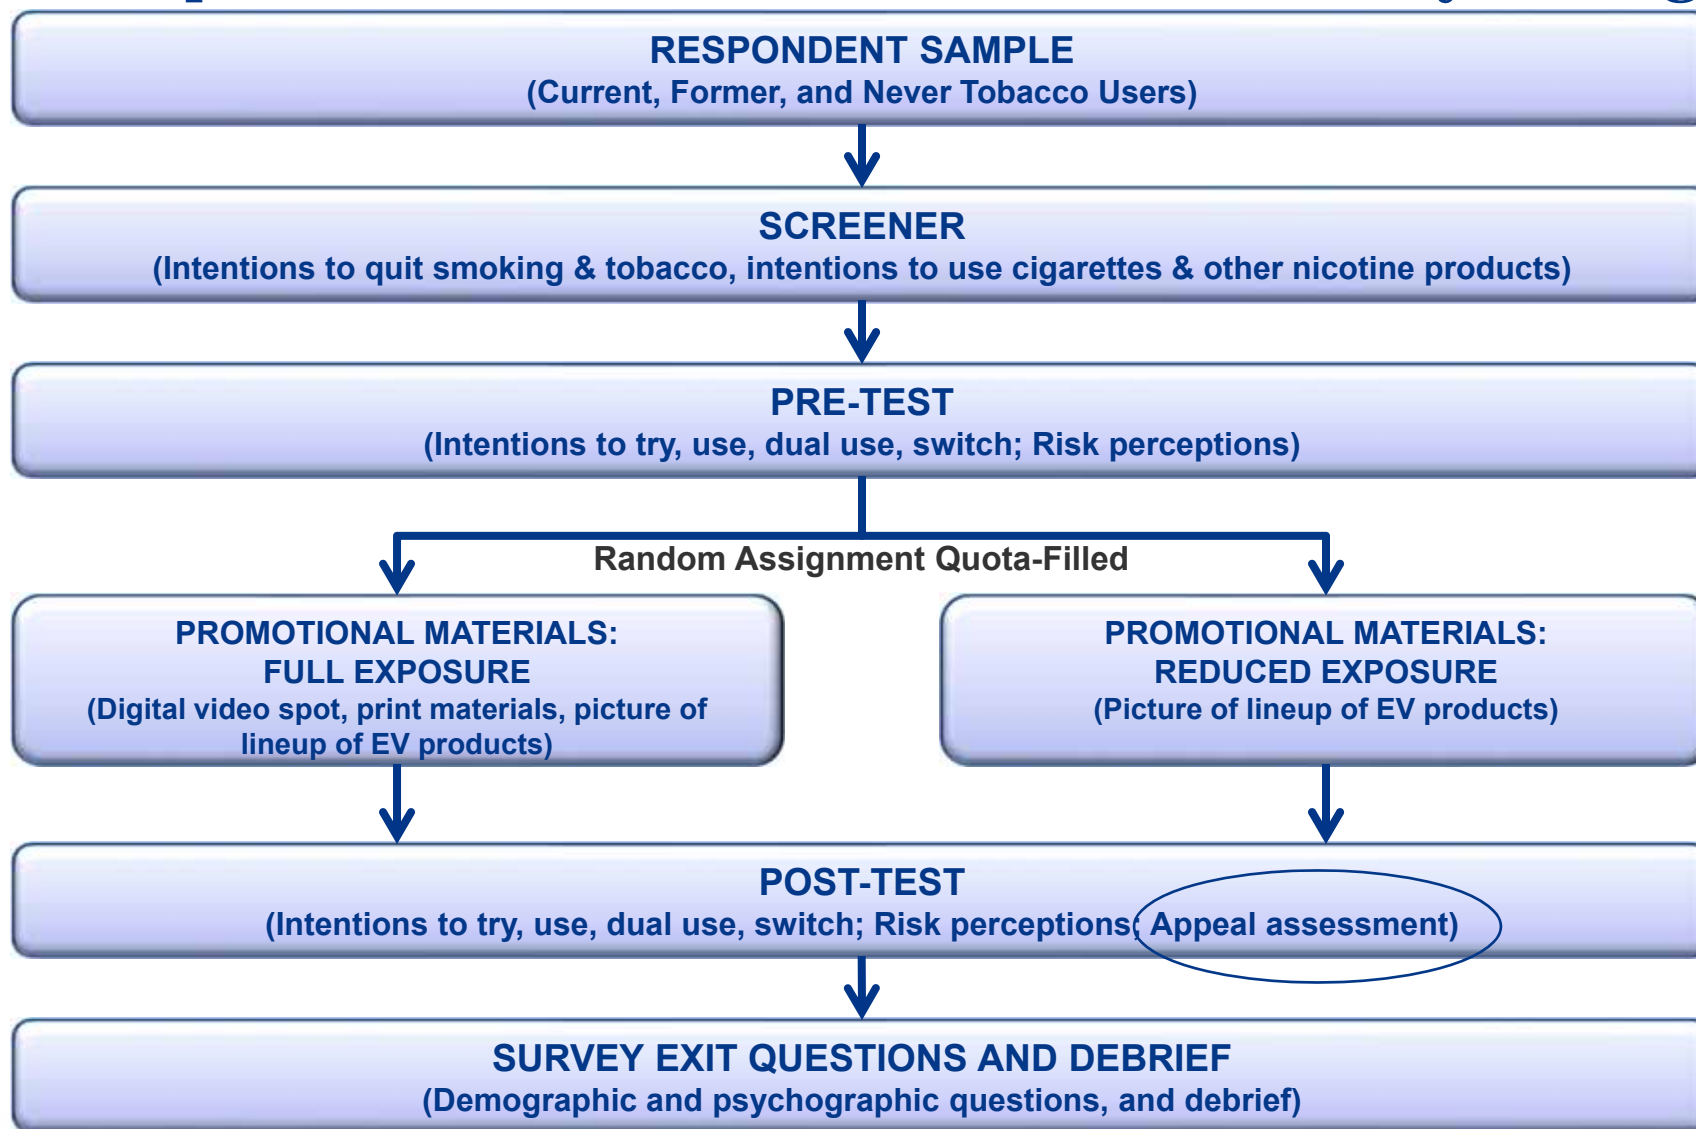 RESPONDENT SAMPLE
(Current, Former, and Never Tobacco Users)
SCREENER
(Intentions to quit smoking & tobacco, intentions to use cigarettes & other nicotine products)
PRE-TEST
(Intentions to try, use, dual use, switch; Risk perceptions)
Random Assignment Quota-Filled
PROMOTIONAL MATERIALS:
FULL EXPOSURE
(Digital video spot, print materials, picture of
lineup of EV products)
PROMOTIONAL MATERIALS:
REDUCED EXPOSURE
(Picture of lineup of EV products)
POST-TEST
(Intentions to try, use, dual use, switch; Risk perceptions; Appeal assessment)
SURVEY EXIT QUESTIONS AND DEBRIEF
(Demographic and psychographic questions, and debrief)